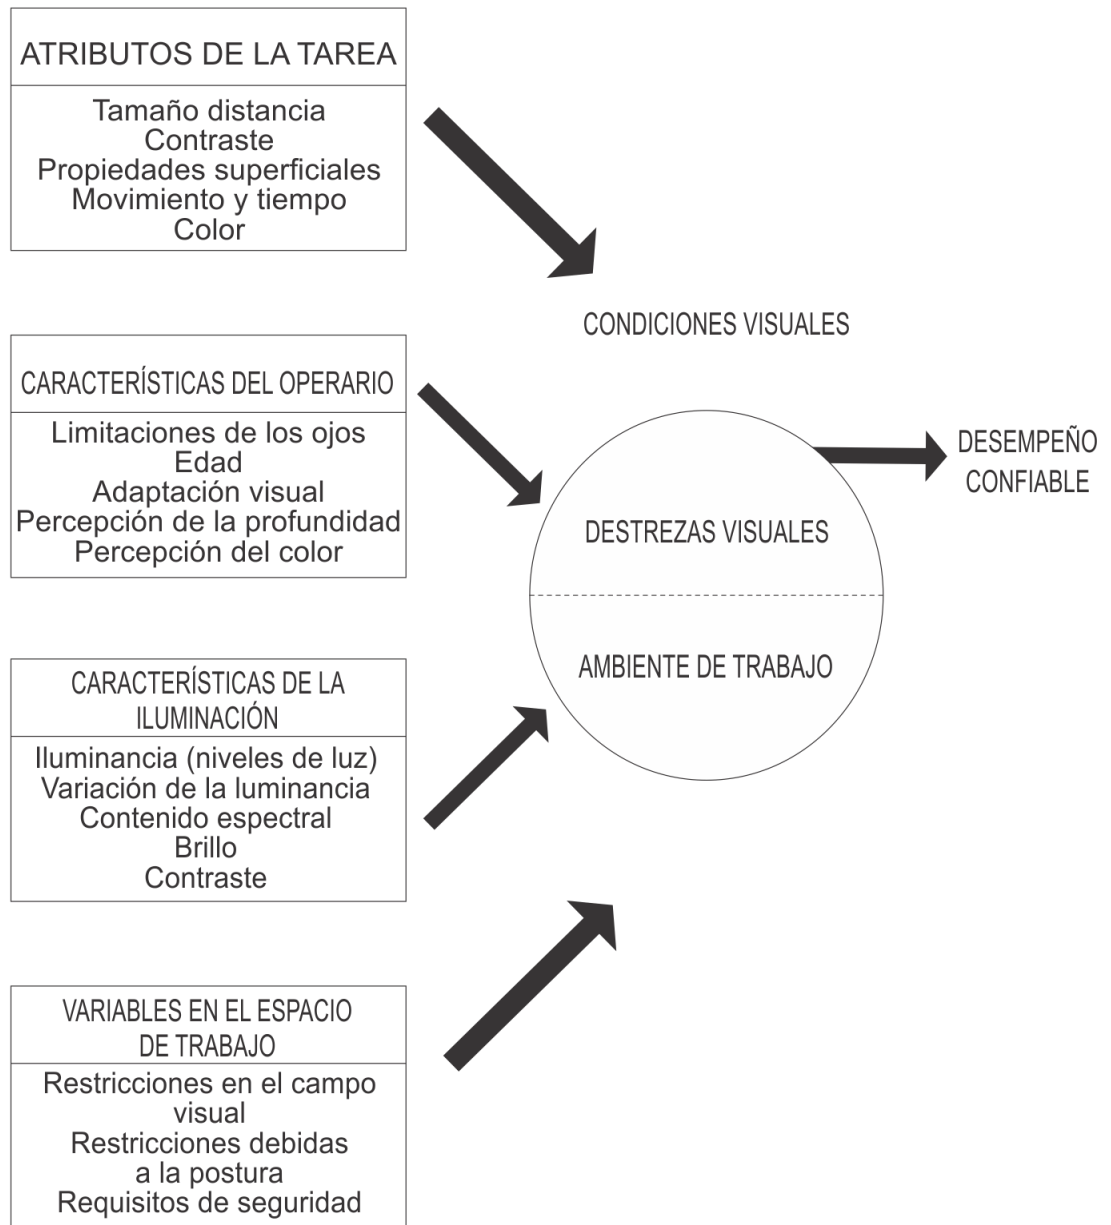 ATRIBUTOS DE LA TAREA
Tamaño distancia
Contraste
Propiedades superficiales
Movimiento y tiempo
Color
CARACTERÍSTICAS DEL OPERARIO
Limitaciones de los ojos
Edad
Adaptación visual
Percepción de la profundidad
Percepción del color
CARACTERÍSTICAS DE LA
ILUMINACIÓN
Iluminancia (niveles de luz)
Variación de la luminancia
Contenido espectral
Brillo
Contraste
VARIABLES EN EL ESPACIO
DE TRABAJO
Restricciones en el campo
visual
Restricciones debidas
a la postura
Requisitos de seguridad
CONDICIONES VISUALES
DESTREZAS VISUALES
AMBIENTE DE TRABAJO
DESEMPEÑO
CONFIABLE